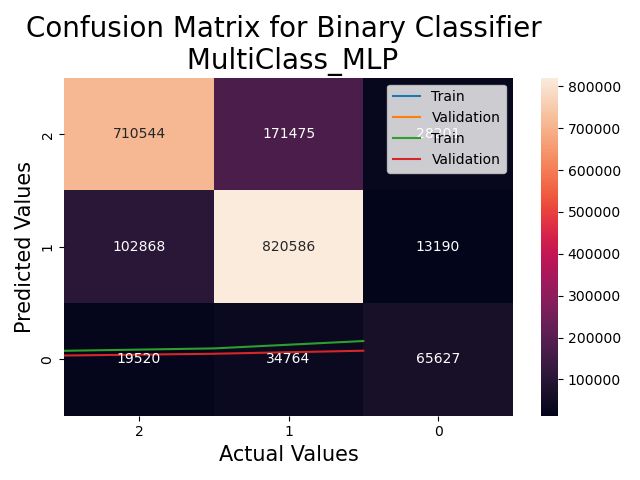 Confusion Matrix for Binary Classifier
MultiClass_MLP
Train
Validation
Train
Validation
710544 171475
102868 820586 13190
19520 34764 65627
2
1
0
2 1 0
Predicted Values
Actual Values
800000
700000
600000
500000
400000
300000
200000
100000